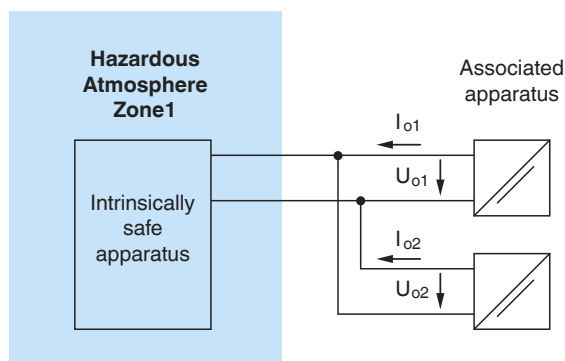 Hazardous
Atmosphere
Zone1
Associated
apparatus
Io1
Uo1
Intrinsically
safe
apparatus
Io2
Uo2